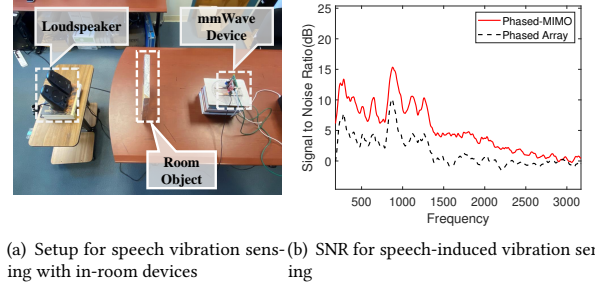 Loudspeaker
mmWave
Device
Room
Object
25
20
15
10
5
0
Signal to Noise Ratio(dB)
Phased-MIMO
Phased Array
500 1000 1500 2000 2500 3000
Frequency
(a) Setup for speech vibration sens-
ing with in-room devices
(b) SNR for speech-induced vibration sen
ing